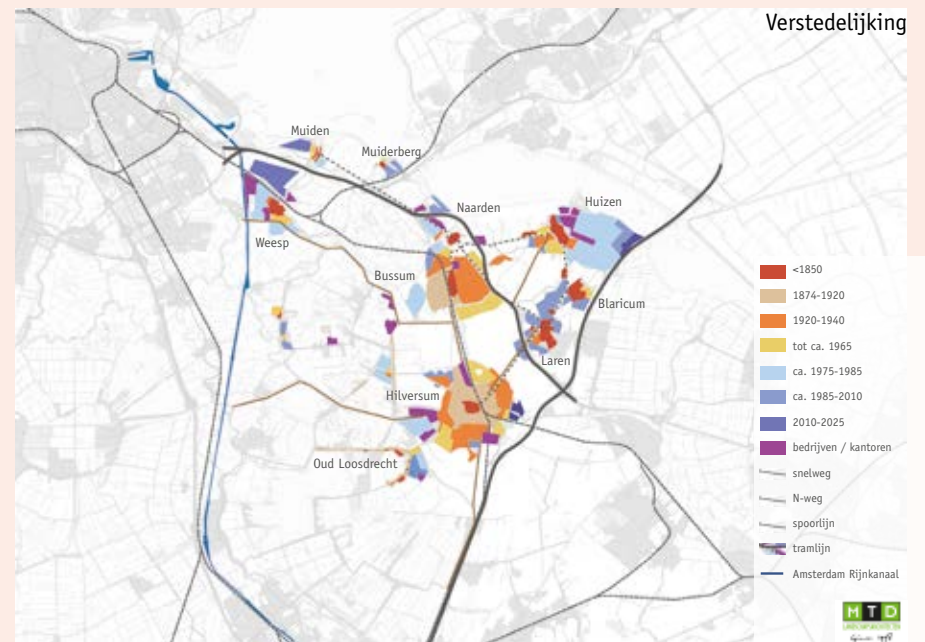 Verstedelijking
Muiden
Muiderberg
Naarden
Huizen
Weesp
Bussum
Blaricum
Laren
Hilversum
Oud Loosdrecht
<1850
1874-1920
1920-1940
tot ca. 1965
ca. 1975-1985
ca. 1985-2010
2010-2025
bedrijven / kantoren
snelweg
N-weg
spoorlijn
tramlijn
Amsterdam Rijnkanaal
MTD